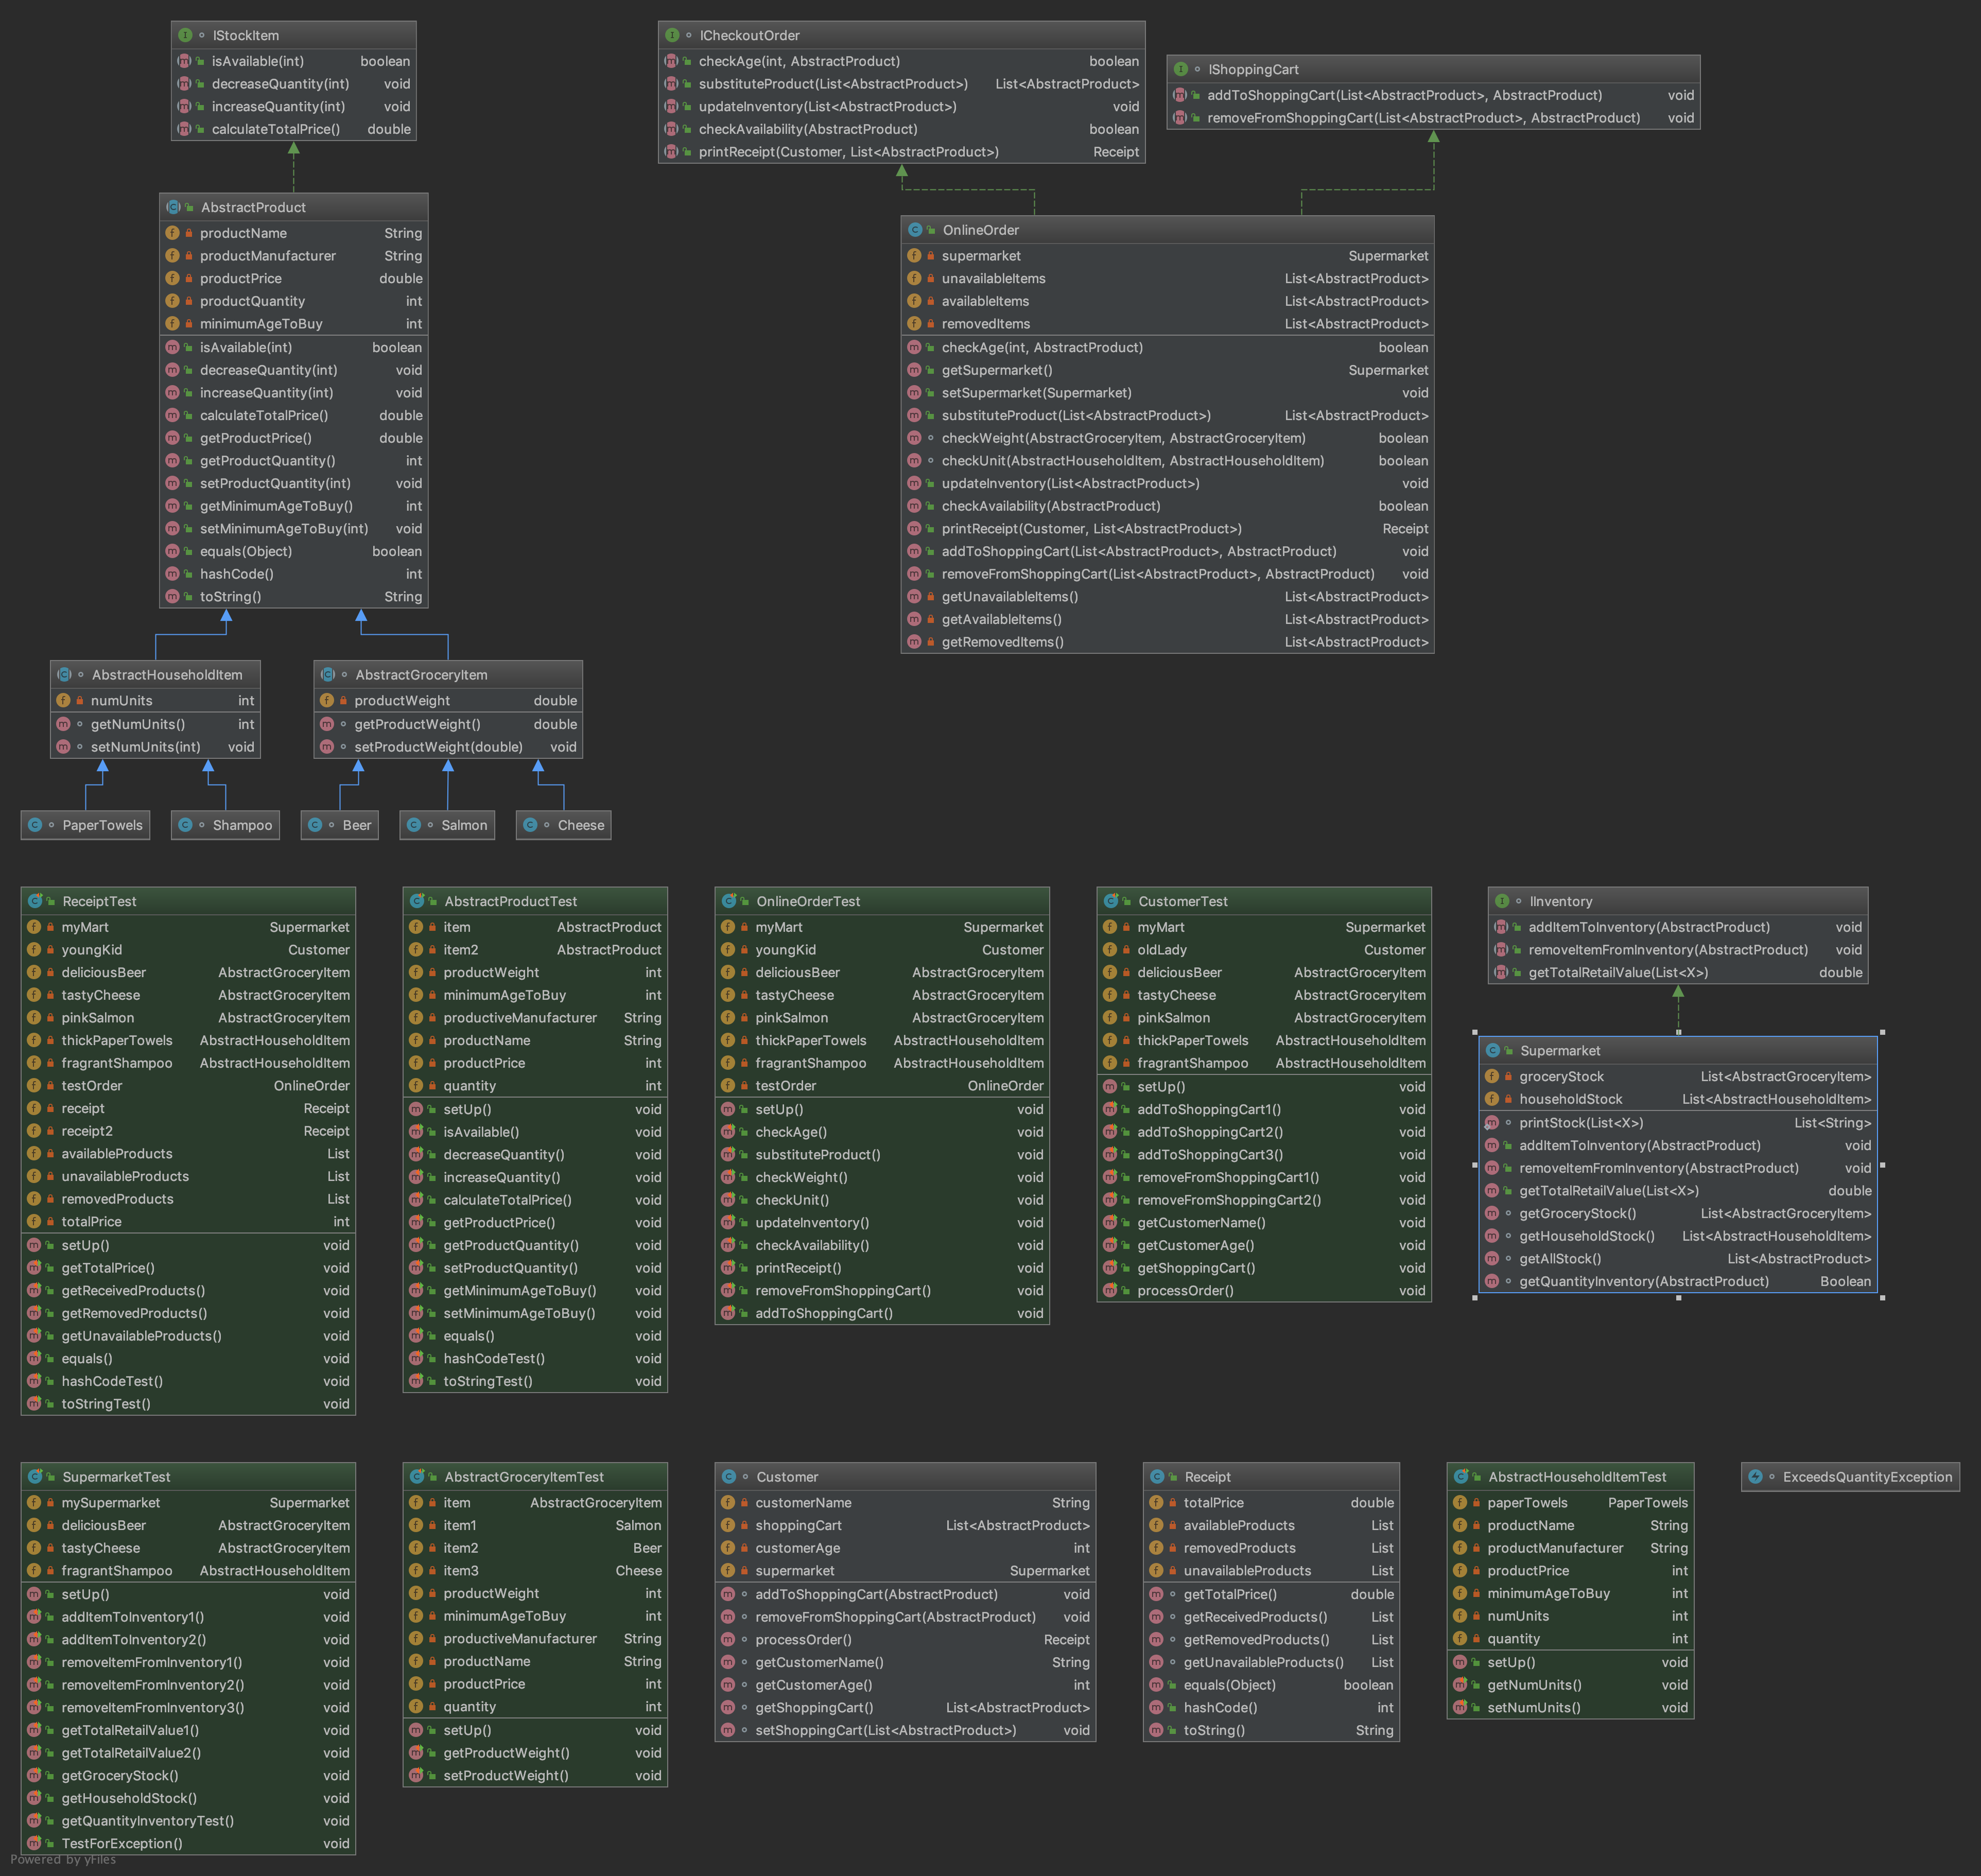 IStockItem
isAvailable(int) boolean
decreaseQuantity(int) void
increaseQuantity(int) void
calculateTotalPrice() double
ICheckoutOrder
checkAge(int, AbstractProduct) boolean
substituteProduct(List<AbstractProduct>) List<AbstractProduct>
updateInventory(List<AbstractProduct>) void
checkAvailability(AbstractProduct) boolean
printReceipt(Customer, List<AbstractProduct>) Receipt
IShoppingCart
addToShoppingCart(List<AbstractProduct>, AbstractProduct) void
removeFromShoppingCart(List<AbstractProduct>, AbstractProduct) void
AbstractProduct
productName String
productManufacturer String
productPrice double
productQuantity int
minimumAgeToBuy int
isAvailable(int) boolean
decreaseQuantity(int) void
increaseQuantity(int) void
calculateTotalPrice() double
getProductPrice() double
getProductQuantity() int
setProductQuantity(int) void
getMinimumAgeToBuy() int
setMinimumAgeToBuy(int) void
equals(Object) boolean
hashCode() int
toString() String
OnlineOrder
supermarket Supermarket
unavailableItems List<AbstractProduct>
availableItems List<AbstractProduct>
removedItems List<AbstractProduct>
checkAge(int, AbstractProduct) boolean
getSupermarket() Supermarket
setSupermarket(Supermarket) void
substituteProduct(List<AbstractProduct>) List<AbstractProduct>
checkWeight(AbstractGroceryItem, AbstractGroceryItem) boolean
checkUnit(AbstractHouseholdItem, AbstractHouseholdItem) boolean
updateInventory(List<AbstractProduct>) void
checkAvailability(AbstractProduct) boolean
printReceipt(Customer, List<AbstractProduct>) Receipt
addToShoppingCart(List<AbstractProduct>, AbstractProduct) void
removeFromShoppingCart(List<AbstractProduct>, AbstractProduct) void
getUnavailableItems() List<AbstractProduct>
getAvailableItems() List<AbstractProduct>
getRemovedItems() List<AbstractProduct>
AbstractHouseholdItem
numUnits int
getNumUnits() int
setNumUnits(int) void
AbstractGroceryItem
productWeight double
getProductWeight() double
setProductWeight(double) void
PaperTowels
Shampoo
Beer
Salmon
Cheese
ReceiptTest
myMart Supermarket
youngKid Customer
deliciousBeer AbstractGroceryItem
tastyCheese AbstractGroceryItem
pinkSalmon AbstractGroceryItem
thickPaperTowels AbstractHouseholdItem
fragrantShampoo AbstractHouseholdItem
testOrder OnlineOrder
receipt Receipt
receipt2 Receipt
availableProducts List
unavailableProducts List
removedProducts List
totalPrice int
setUp() void
getTotalPrice() void
getReceivedProducts() void
getRemovedProducts() void
getUnavailableProducts() void
equals() void
hashCodeTest() void
toStringTest() void
AbstractProductTest
item AbstractProduct
item2 AbstractProduct
productWeight int
minimumAgeToBuy int
productiveManufacturer String
productName String
productPrice int
quantity int
setUp() void
isAvailable() void
decreaseQuantity() void
increaseQuantity() void
calculateTotalPrice() void
getProductPrice() void
getProductQuantity() void
setProductQuantity() void
getMinimumAgeToBuy() void
setMinimumAgeToBuy() void
equals() void
hashCodeTest() void
toStringTest() void
OnlineOrderTest
myMart Supermarket
youngKid Customer
deliciousBeer AbstractGroceryItem
tastyCheese AbstractGroceryItem
pinkSalmon AbstractGroceryItem
thickPaperTowels AbstractHouseholdItem
fragrantShampoo AbstractHouseholdItem
testOrder OnlineOrder
setUp() void
checkAge() void
substituteProduct() void
checkWeight() void
checkUnit() void
updateInventory() void
checkAvailability() void
printReceipt() void
removeFromShoppingCart() void
addToShoppingCart() void
CustomerTest
myMart Supermarket
oldLady Customer
deliciousBeer AbstractGroceryItem
tastyCheese AbstractGroceryItem
pinkSalmon AbstractGroceryItem
thickPaperTowels AbstractHouseholdItem
fragrantShampoo AbstractHouseholdItem
setUp() void
addToShoppingCart1() void
addToShoppingCart2() void
addToShoppingCart3() void
removeFromShoppingCart1() void
removeFromShoppingCart2() void
getCustomerName() void
getCustomerAge() void
getShoppingCart() void
processOrder() void
IInventory
addItemToInventory(AbstractProduct) void
removeItemFromInventory(AbstractProduct) void
getTotalRetailValue(List<X>) double
Supermarket
groceryStock List<AbstractGroceryItem>
householdStock List<AbstractHouseholdItem>
printStock(List<X>) List<String>
addItemToInventory(AbstractProduct) void
removeItemFromInventory(AbstractProduct) void
getTotalRetailValue(List<X>) double
getGroceryStock() List<AbstractGroceryItem>
getHouseholdStock() List<AbstractHouseholdItem>
getAllStock() List<AbstractProduct>
getQuantityInventory(AbstractProduct) Boolean
SupermarketTest
mySupermarket Supermarket
deliciousBeer AbstractGroceryItem
tastyCheese AbstractGroceryItem
fragrantShampoo AbstractHouseholdItem
setUp() void
addItemToInventory1() void
addItemToInventory2() void
removeItemFromInventory1() void
removeItemFromInventory2() void
removeItemFromInventory3() void
getTotalRetailValue1() void
getTotalRetailValue2() void
getGroceryStock() void
getHouseholdStock() void
getQuantityInventoryTest() void
TestForException() void
AbstractGroceryItemTest
item AbstractGroceryItem
item1 Salmon
item2 Beer
item3 Cheese
productWeight int
minimumAgeToBuy int
productiveManufacturer String
productName String
productPrice int
quantity int
setUp() void
getProductWeight() void
setProductWeight() void
Customer
customerName String
shoppingCart List<AbstractProduct>
customerAge int
supermarket Supermarket
addToShoppingCart(AbstractProduct) void
removeFromShoppingCart(AbstractProduct) void
processOrder() Receipt
getCustomerName() String
getCustomerAge() int
getShoppingCart() List<AbstractProduct>
setShoppingCart(List<AbstractProduct>) void
Receipt
totalPrice double
availableProducts List
removedProducts List
unavailableProducts List
getTotalPrice() double
getReceivedProducts() List
getRemovedProducts() List
getUnavailableProducts() List
equals(Object) boolean
hashCode() int
toString() String
AbstractHouseholdItemTest
paperTowels PaperTowels
productName String
productManufacturer String
productPrice int
minimumAgeToBuy int
numUnits int
quantity int
setUp() void
getNumUnits() void
setNumUnits() void
ExceedsQuantityException
Powered by yFiles